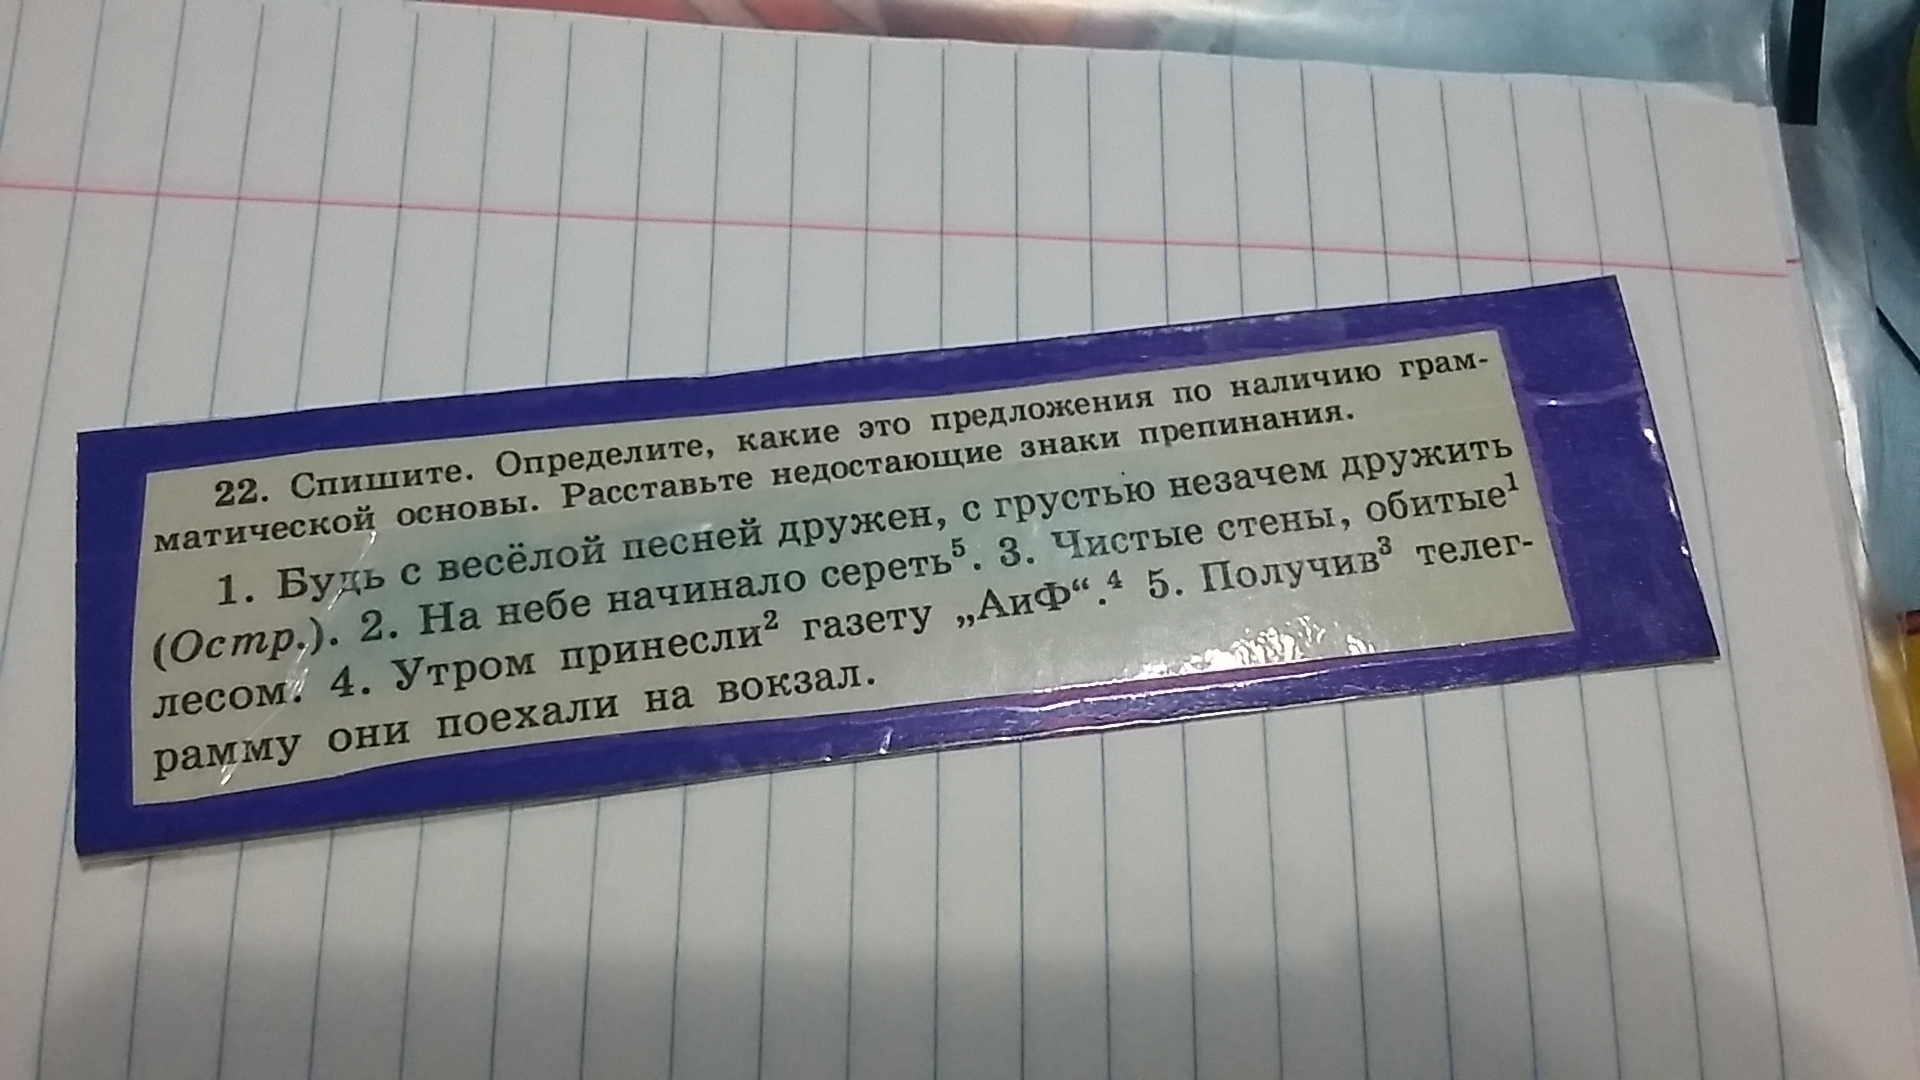 22. Спишите. Определите, какие это предложения по наличию грам-
матической основы. Расставьте недостающие знаки препинания.
1. Будь с весёлой песней дружен, с грустью незачем дружить
(Остр.). 2. На небе начинало сереть⁵. 3. Чистые стены, обитые¹
лесом. 4. Утром принесли² газету „АиФ“.⁴ 5. Получив³ телег-
рамму они поехали на вокзал.